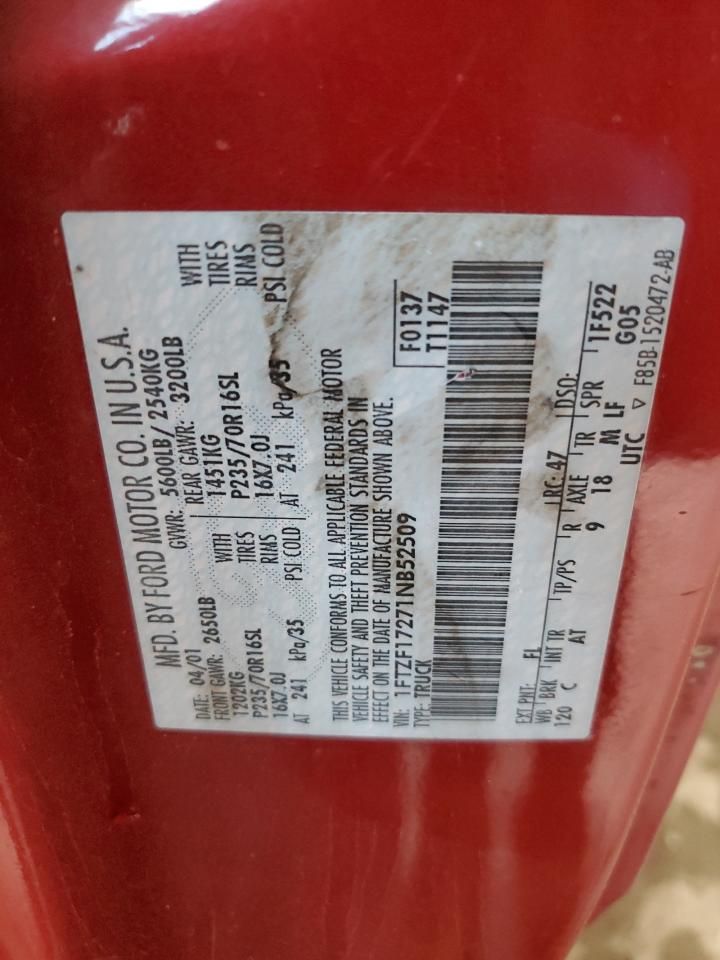 MFD. BY FORD MOTOR CO. IN U.S.A.
DATE: 04/01 GVWR: 5600LB/2540KG
FRONT GAWR: 2650LB REAR GAWR: 3200LB
1202KG WITH 1451KG WITH
P235/70R16SL TIRES P235/70R16SL TIRES
16X7.0J RIMS 16X7.0J RIMS
AT 241 kPa/35 PSI COLD AT 241 kPa/35 PSI COLD
THIS VEHICLE CONFORMS TO ALL APPLICABLE FEDERAL MOTOR
VEHICLE SAFETY AND THEFT PREVENTION STANDARDS IN
EFFECT ON THE DATE OF MANUFACTURE SHOWN ABOVE.
VIN: 1FTZF17271NB52509 F0137
TYPE: TRUCK T1147
EXT PNT: FL RC: 47 DSO:
WB BRK INT TR TP/PS R AXLE TR SPR 1F522
120 C AT 9 18 M LF G05
UTC ▽ F85B-1520472-AB